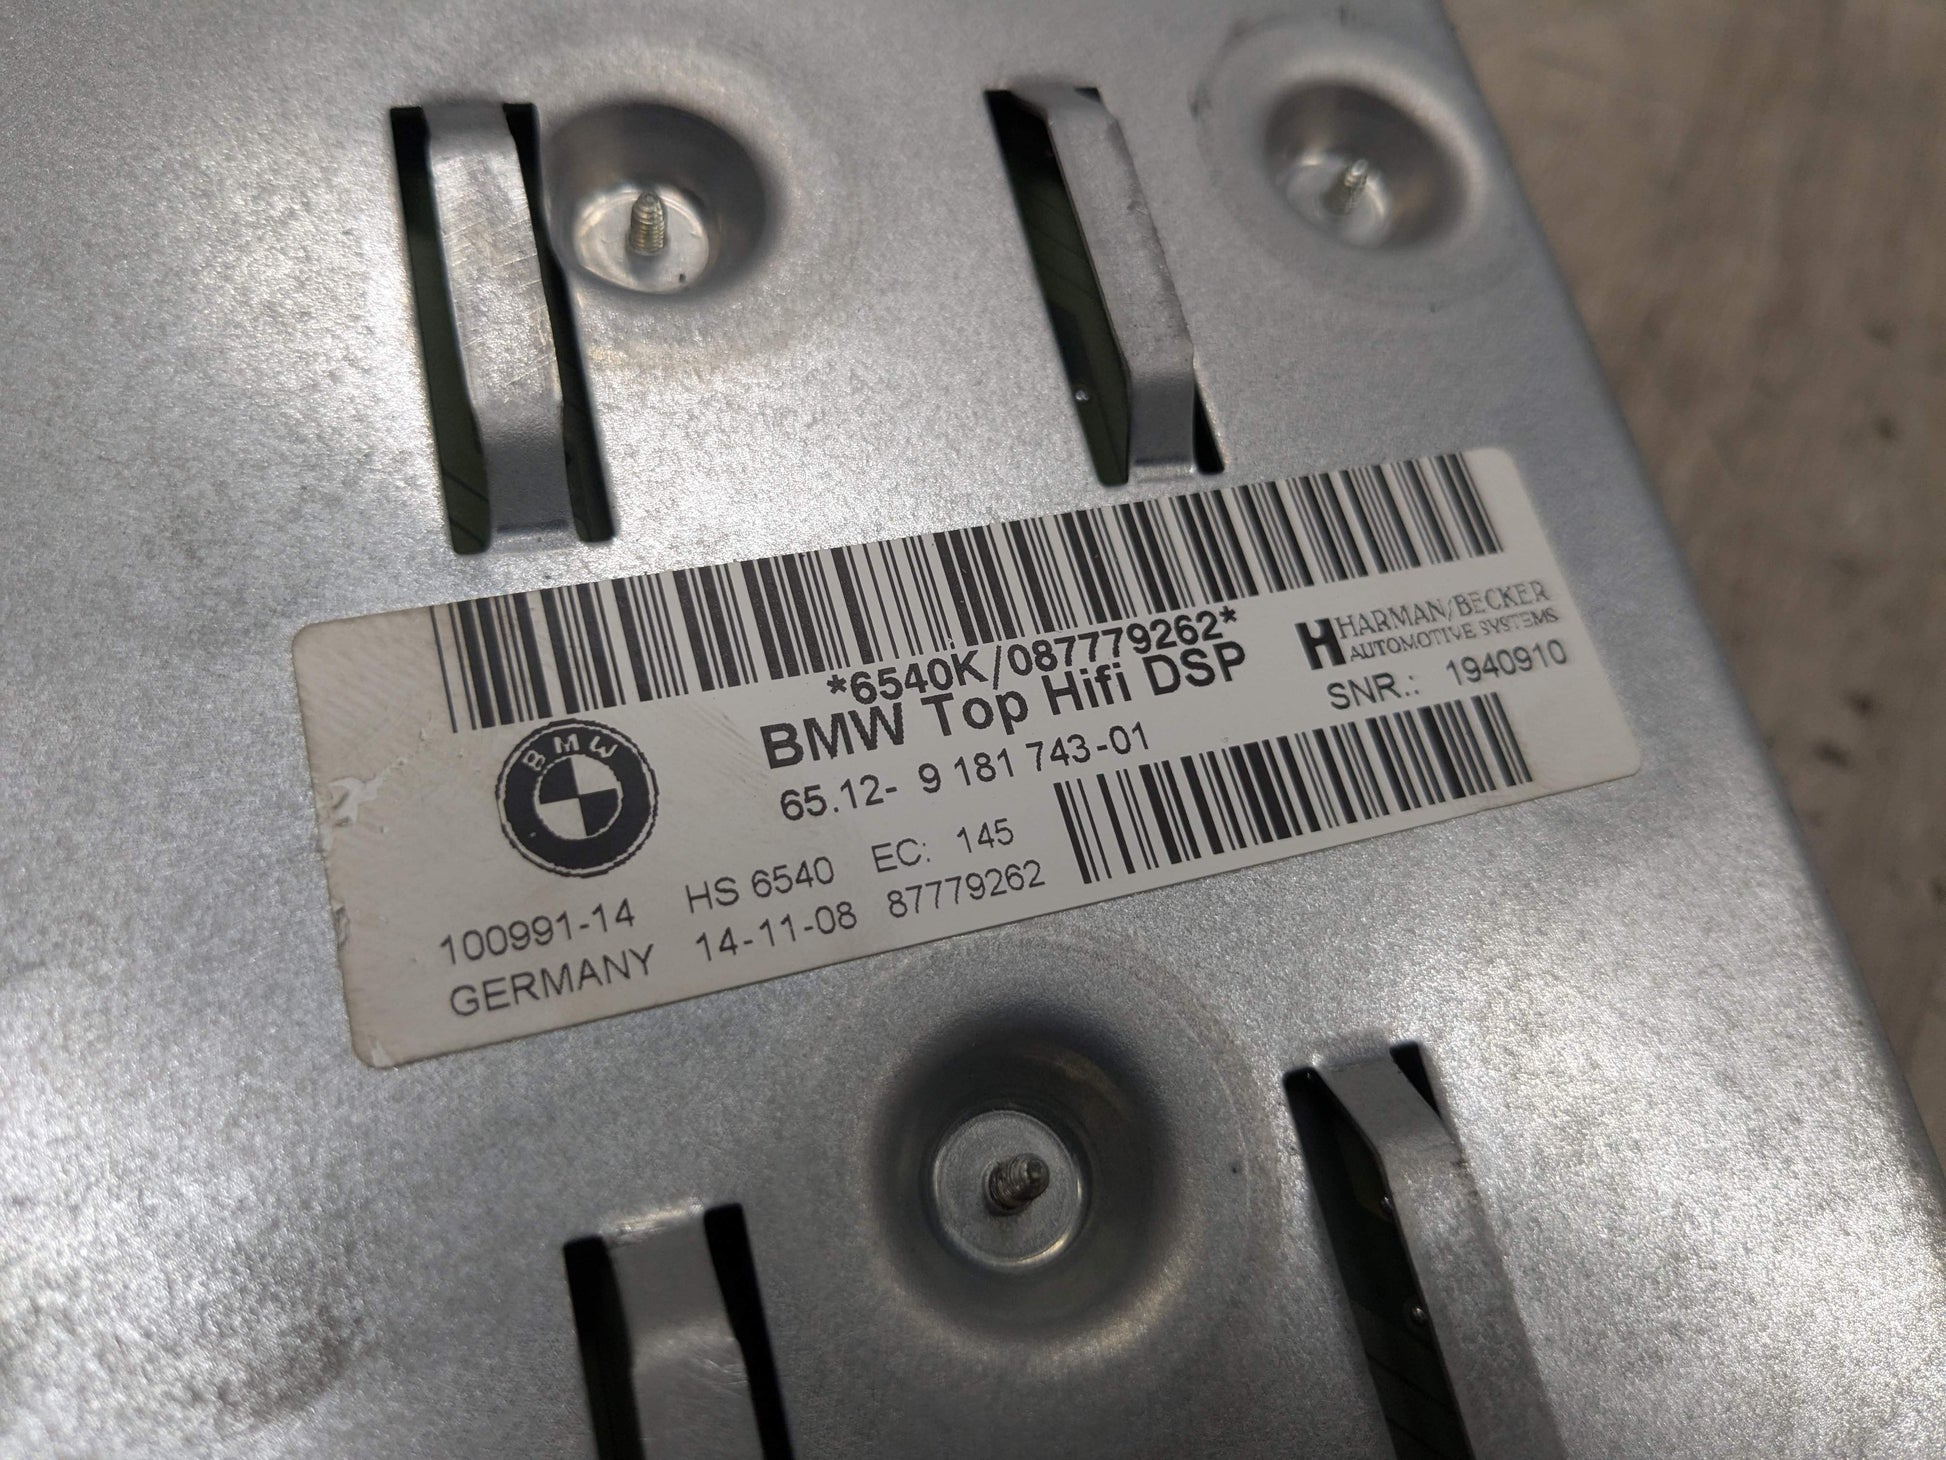 *6540K/087779262*
BMW Top Hifi DSP
65.12- 9 181 743-01
HARMAN/BECKER
AUTOMOTIVE SYSTEMS
SNR.: 1940910
BMW
100991-14 HS 6540 EC: 145
GERMANY 14-11-08 87779262